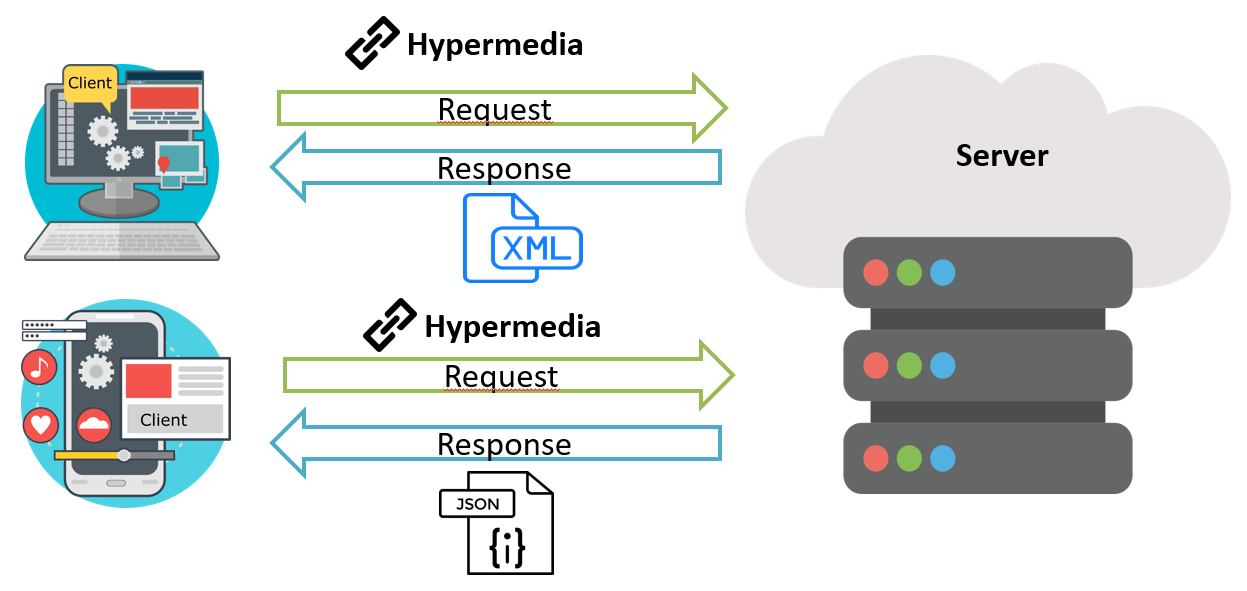 Hypermedia
Client
Request
Response
Server
XML
Hypermedia
Request
Client
Response
JSON
{i}